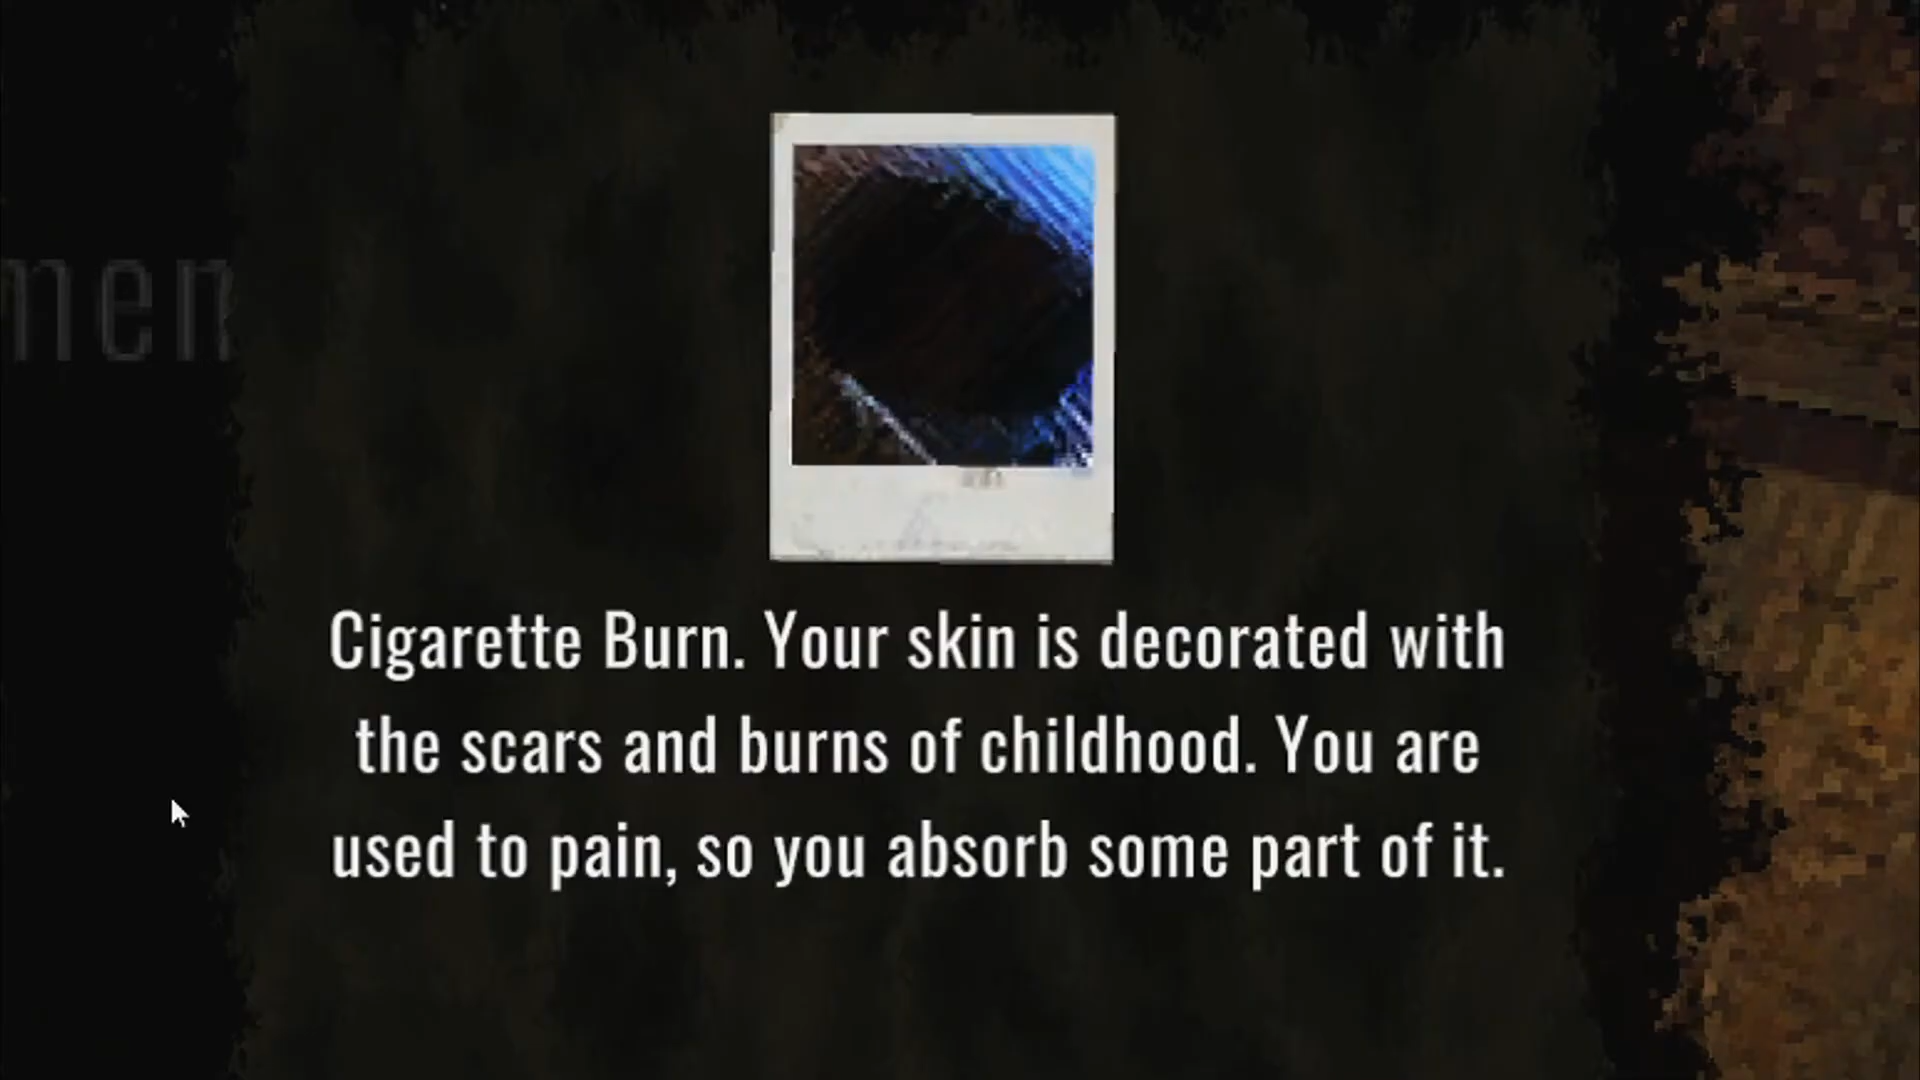 men
Cigarette Burn. Your skin is decorated with
the scars and burns of childhood. You are
used to pain, so you absorb some part of it.